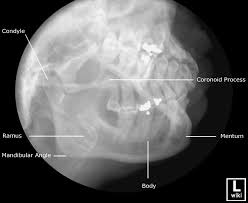 Condyle
Coronoid Process
Ramus
Mentum
Mandibular Angle
Body
L
wiki